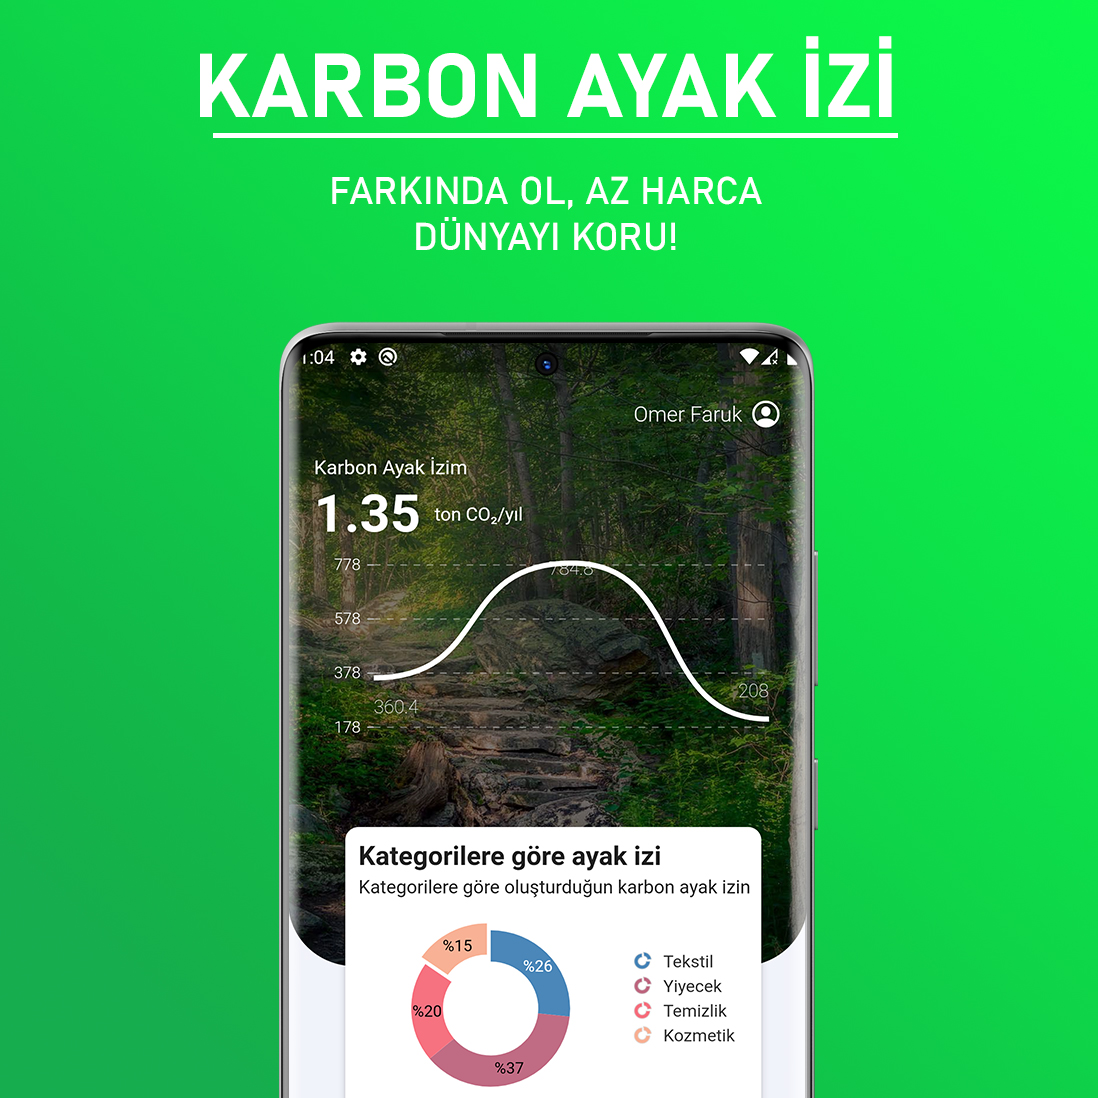 KARBON AYAK İZİ
FARKINDA OL, AZ HARCA
DÜNYAYI KORU!
1:04
Omer Faruk
Karbon Ayak İzim
1.35 ton CO₂/yıl
778
784.8
578
378
360.4
208
178
Kategorilere göre ayak izi
Kategorilere göre oluşturduğun karbon ayak izin
%15
%26
%20
%37
Tekstil
Yiyecek
Temizlik
Kozmetik